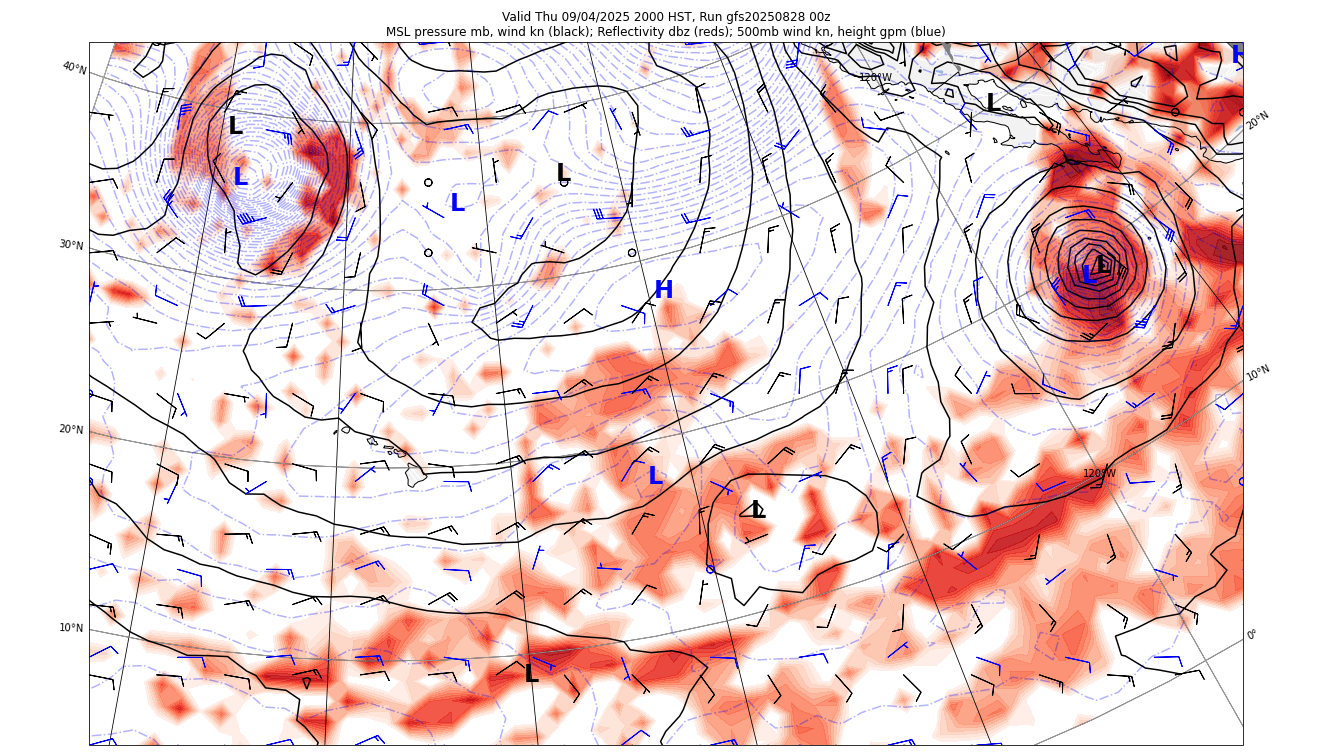 Valid Thu 09/04/2025 2000 HST, Run gfs20250828 00z
MSL pressure mb, wind kn (black); Reflectivity dbz (reds); 500mb wind kn, height gpm (blue)
H
40°N
120°W
L
20°N
L
L
L
L
30°N
L
L
H
10°N
20°N
120°W
L
L
10°N
0°
L